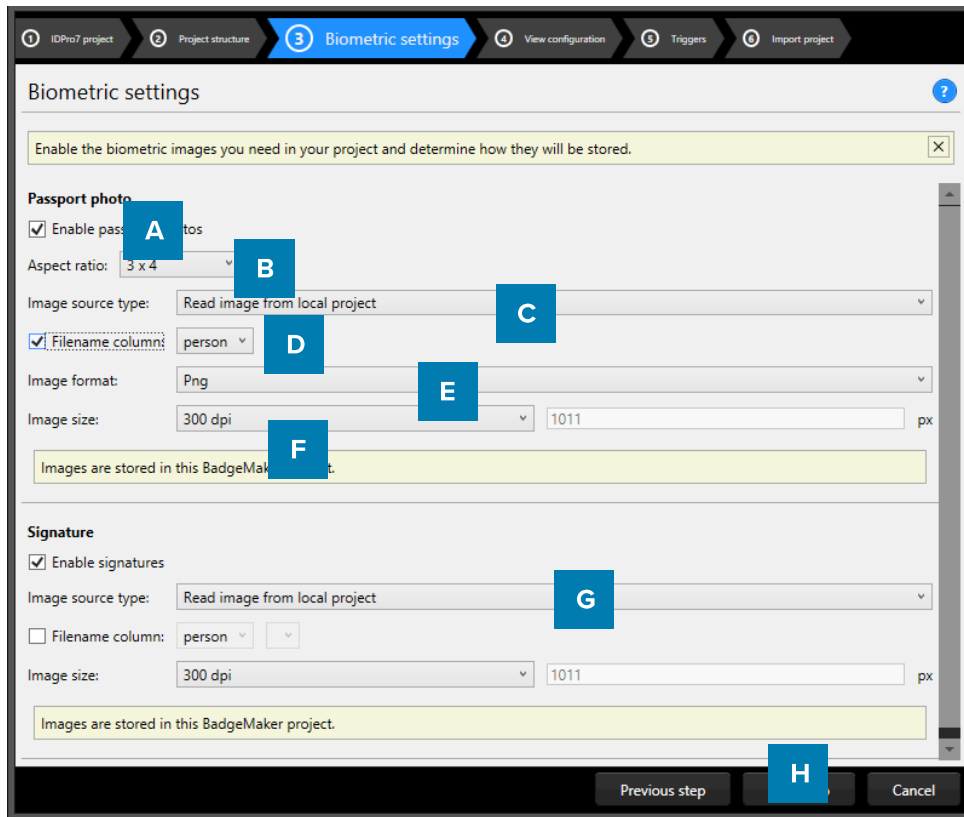 1 IDPro7 project 2 Project structure 3 Biometric settings 4 View configuration 5 Triggers 6 Import project
Biometric settings ?
Enable the biometric images you need in your project and determine how they will be stored.
Passport photo
A
Enable
Aspect ratio: 3 x 4
B
Image source type: Read image from local project
C
Filename column: person
D
Image format: Png
E
Image size: 300 dpi 1011 px
F
Images are stored in this
Signature
Enable signatures
Image source type: Read image from local project
G
Filename column: person
Image size: 300 dpi 1011 px
Images are stored in this BadgeMaker project.
H
Previous step Cancel